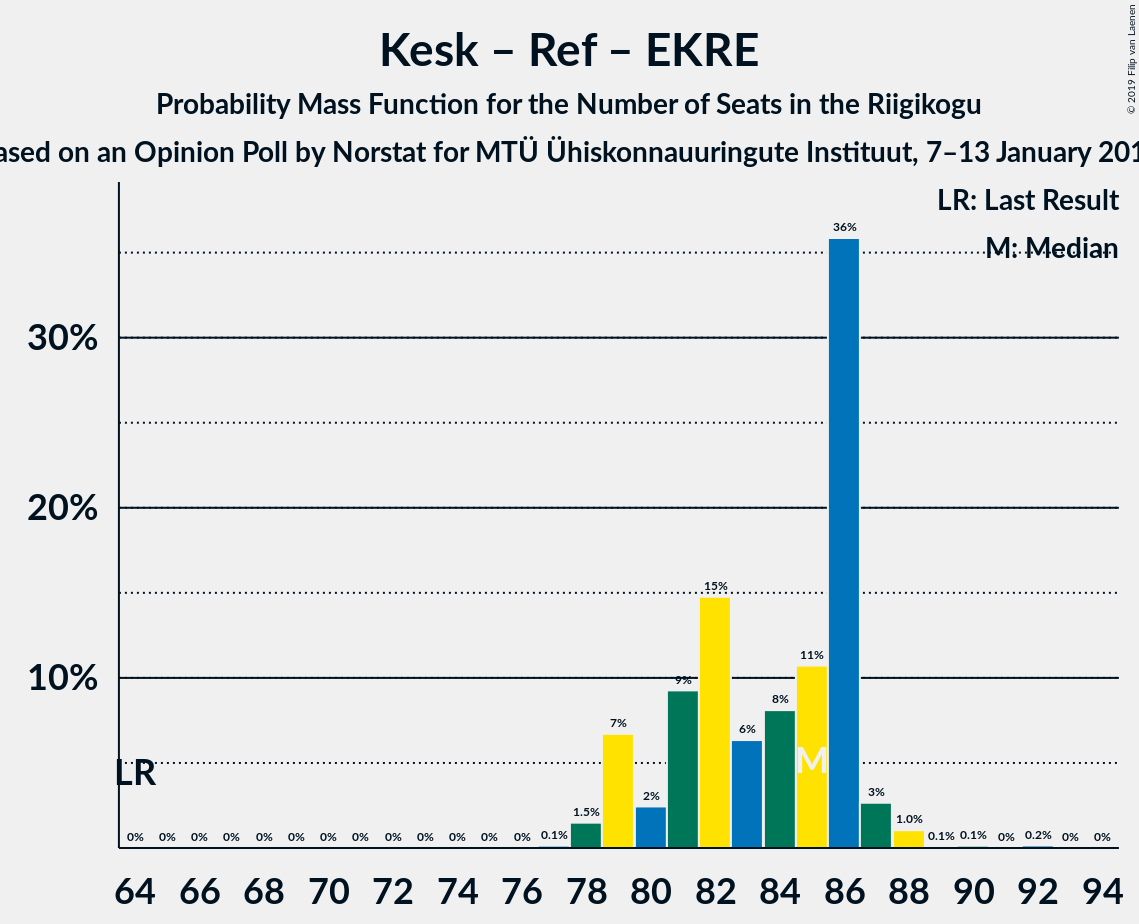 Kesk – Ref – EKRE
Probability Mass Function for the Number of Seats in the Riigikogu
ased on an Opinion Poll by Norstat for MTÜ Ühiskonnauuringute Instituut, 7–13 January 201
© 2019 Filip van Laenen
LR: Last Result
M: Median
36%
30%
20%
15%
11%
10%
9%
8%
7%
6%
M
LR
3%
2%
1.5%
1.0%
0% 0% 0% 0% 0% 0% 0% 0% 0% 0% 0% 0% 0% 0.1% 0.1% 0.1% 0% 0.2% 0% 0%
64 66 68 70 72 74 76 78 80 82 84 86 88 90 92 94